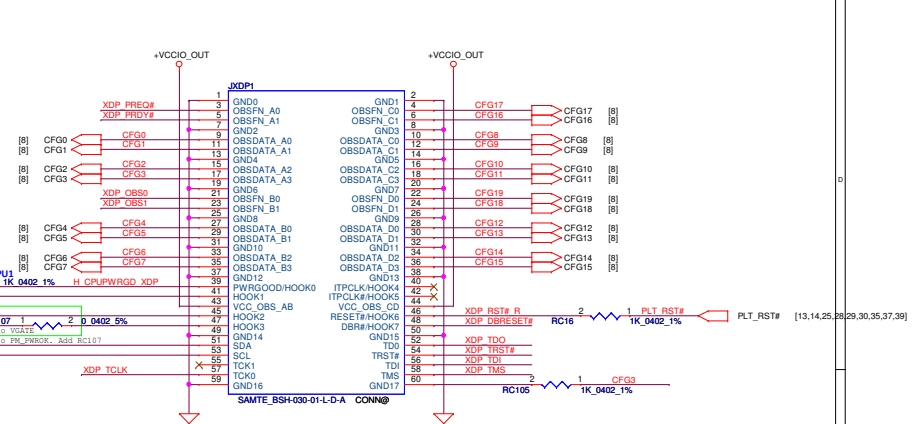 +VCCIO_OUT +VCCIO_OUT
JXDP1
1 GND0 GND1 2
XDP_PREQ# 3 OBSFN_A0 OBSFN_C0 4 CFG17 CFG17 [8]
XDP_PRDY# 5 OBSFN_A1 OBSFN_C1 6 CFG16 CFG16 [8]
7 GND2 GND3 8
[8] CFG0 CFG0 9 OBSDATA_A0 OBSDATA_C0 10 CFG8 CFG8 [8]
[8] CFG1 CFG1 11 OBSDATA_A1 OBSDATA_C1 12 CFG9 CFG9 [8]
13 GND4 GND5 14
[8] CFG2 CFG2 15 OBSDATA_A2 OBSDATA_C2 16 CFG10 CFG10 [8]
[8] CFG3 CFG3 17 OBSDATA_A3 OBSDATA_C3 18 CFG11 CFG11 [8]
19 GND6 GND7 20
XDP_OBS0 21 OBSFN_B0 OBSFN_D0 22 CFG19 CFG19 [8]
XDP_OBS1 23 OBSFN_B1 OBSFN_D1 24 CFG18 CFG18 [8]
25 GND8 GND9 26
[8] CFG4 CFG4 27 OBSDATA_B0 OBSDATA_D0 28 CFG12 CFG12 [8]
[8] CFG5 CFG5 29 OBSDATA_B1 OBSDATA_D1 30 CFG13 CFG13 [8]
31 GND10 GND11 32
[8] CFG6 CFG6 33 OBSDATA_B2 OBSDATA_D2 34 CFG14 CFG14 [8]
[8] CFG7 CFG7 35 OBSDATA_B3 OBSDATA_D3 36 CFG15 CFG15 [8]
PU1 37 GND12 GND13 38
1K_0402_1% H_CPUPWRGD_XDP 39 PWRGOOD/HOOK0 ITPCLK/HOOK4 40
41 HOOK1 ITPCLK#/HOOK5 42
43 VCC_OBS_AB VCC_OBS_CD 44
45 HOOK2 RESET#/HOOK6 46 XDP_RST#_R 2 1 PLT_RST# PLT_RST# [13,14,25,28,29,30,35,37,39]
07 1 2 0_0402_5% 47 HOOK3 DBR#/HOOK7 48 XDP_DBRESET# RC16 1K_0402_1%
to VGATE
49 GND14 GND15 50
to PM_PWROK. Add RC107
51 SDA TDO 52 XDP_TDO
53 SCL TRST# 54 XDP_TRST#
55 TCK1 TDI 56 XDP_TDI
XDP_TCLK 57 TCK0 TMS 58 XDP_TMS
59 GND16 GND17 60 2 1 CFG3
RC105 1K_0402_1%
SAMTE_BSH-030-01-L-D-A CONN@
D